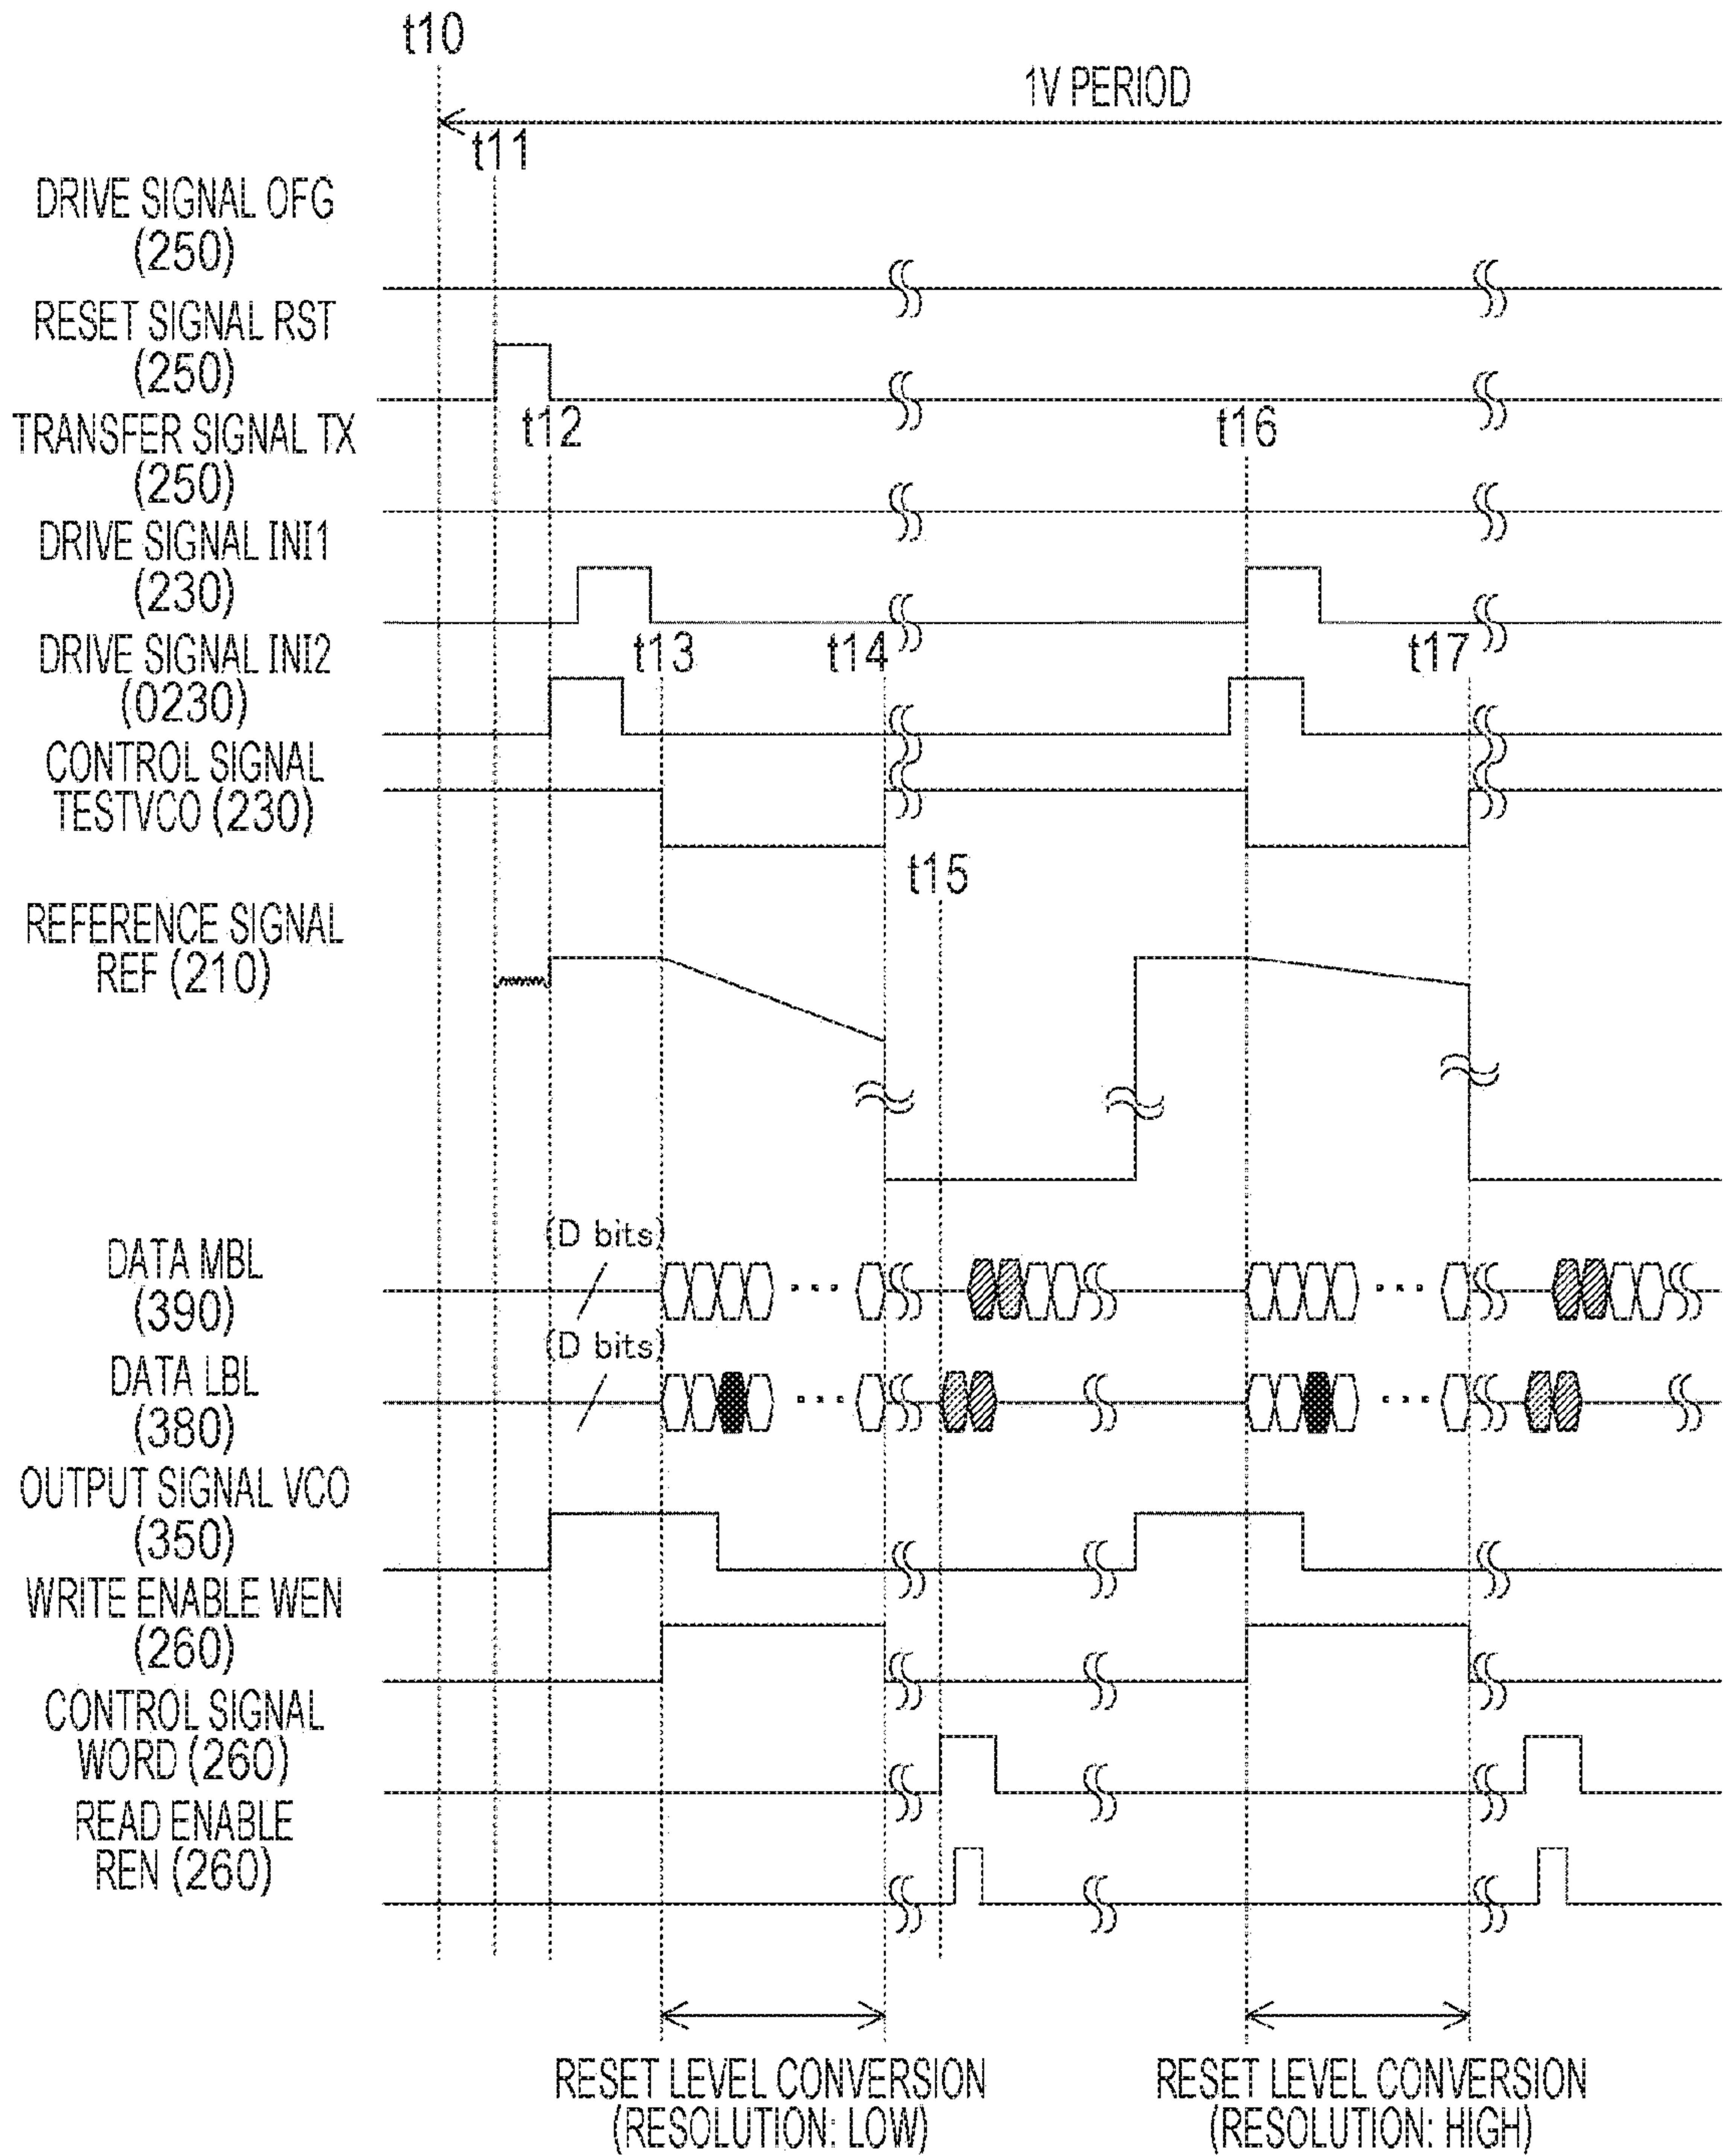 t10
1V PERIOD
t11
DRIVE SIGNAL OFG
(250)
RESET SIGNAL RST
(250)
t12
t16
TRANSFER SIGNAL TX
(250)
DRIVE SIGNAL INI1
(230)
t13
t14
t17
DRIVE SIGNAL INI2
(0230)
CONTROL SIGNAL
TESTVCO (230)
t15
REFERENCE SIGNAL
REF (210)
(D bits)
DATA MBL
(390)
(D bits)
DATA LBL
(380)
OUTPUT SIGNAL VCO
(350)
WRITE ENABLE WEN
(260)
CONTROL SIGNAL
WORD (260)
READ ENABLE
REN (260)
RESET LEVEL CONVERSION
(RESOLUTION: LOW)
RESET LEVEL CONVERSION
(RESOLUTION: HIGH)